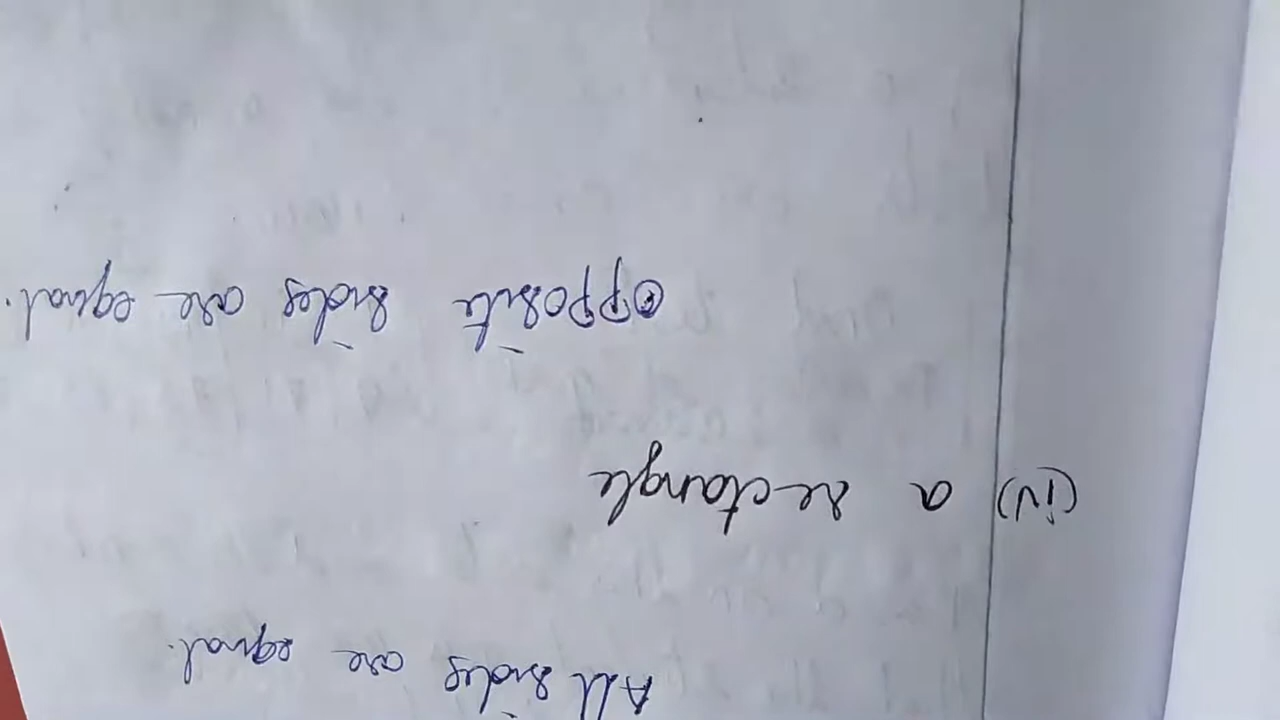 All sides are equal.
(iv) a rectangle
Opposite sides are equal.